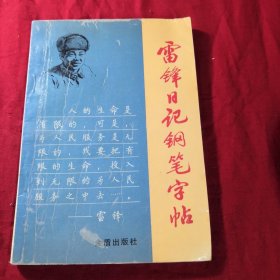 雷锋日记钢笔字帖
人的生命是
有限的，可是，
为人民服务是无
限的，我要把有
限的生命，投入
到无限的为人民
服务之中去…。
雷锋
金盾出版社